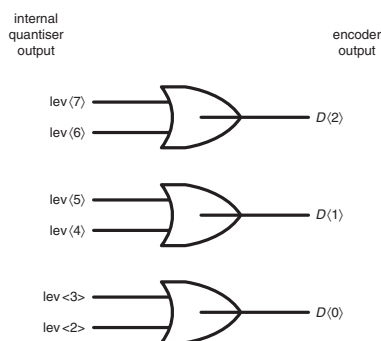 internal
quantiser
output
encoder
output
lev⟨7⟩
lev⟨6⟩
D⟨2⟩
lev⟨5⟩
lev⟨4⟩
D⟨1⟩
lev<3>
lev<2>
D⟨0⟩